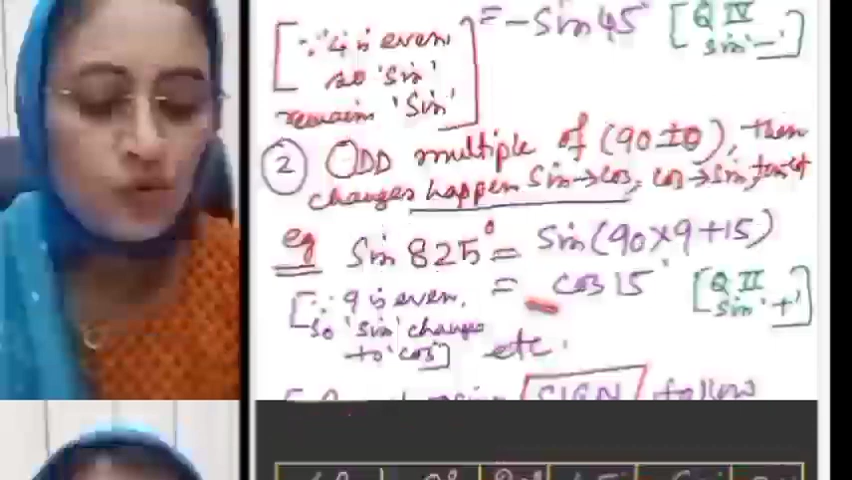 = - Sin 45° [Q IV
[∵ 4 is even
so 'Sin' sin -]
remain 'Sin']
② ODD multiple of (90±θ), then
changes happen Sin→cos, cos→sin,
eg Sin 825° = Sin(90×9+15)
= cos 15° [Q II
[∵ 9 is even, sin '+']
so 'sin' changes
to 'cos'] etc.
SIGN follow